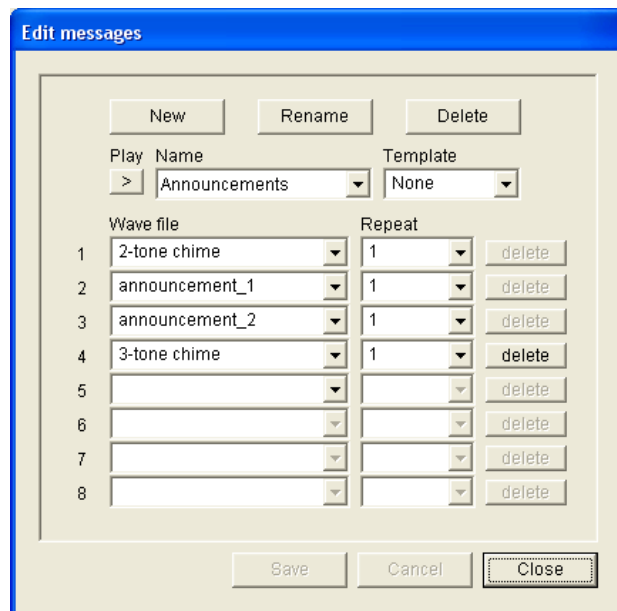 Edit messages
New Rename Delete
Play Name Template
> Announcements None
Wave file Repeat
1 2-tone chime 1 delete
2 announcement_1 1 delete
3 announcement_2 1 delete
4 3-tone chime 1 delete
5 delete
6 delete
7 delete
8 delete
Save Cancel Close